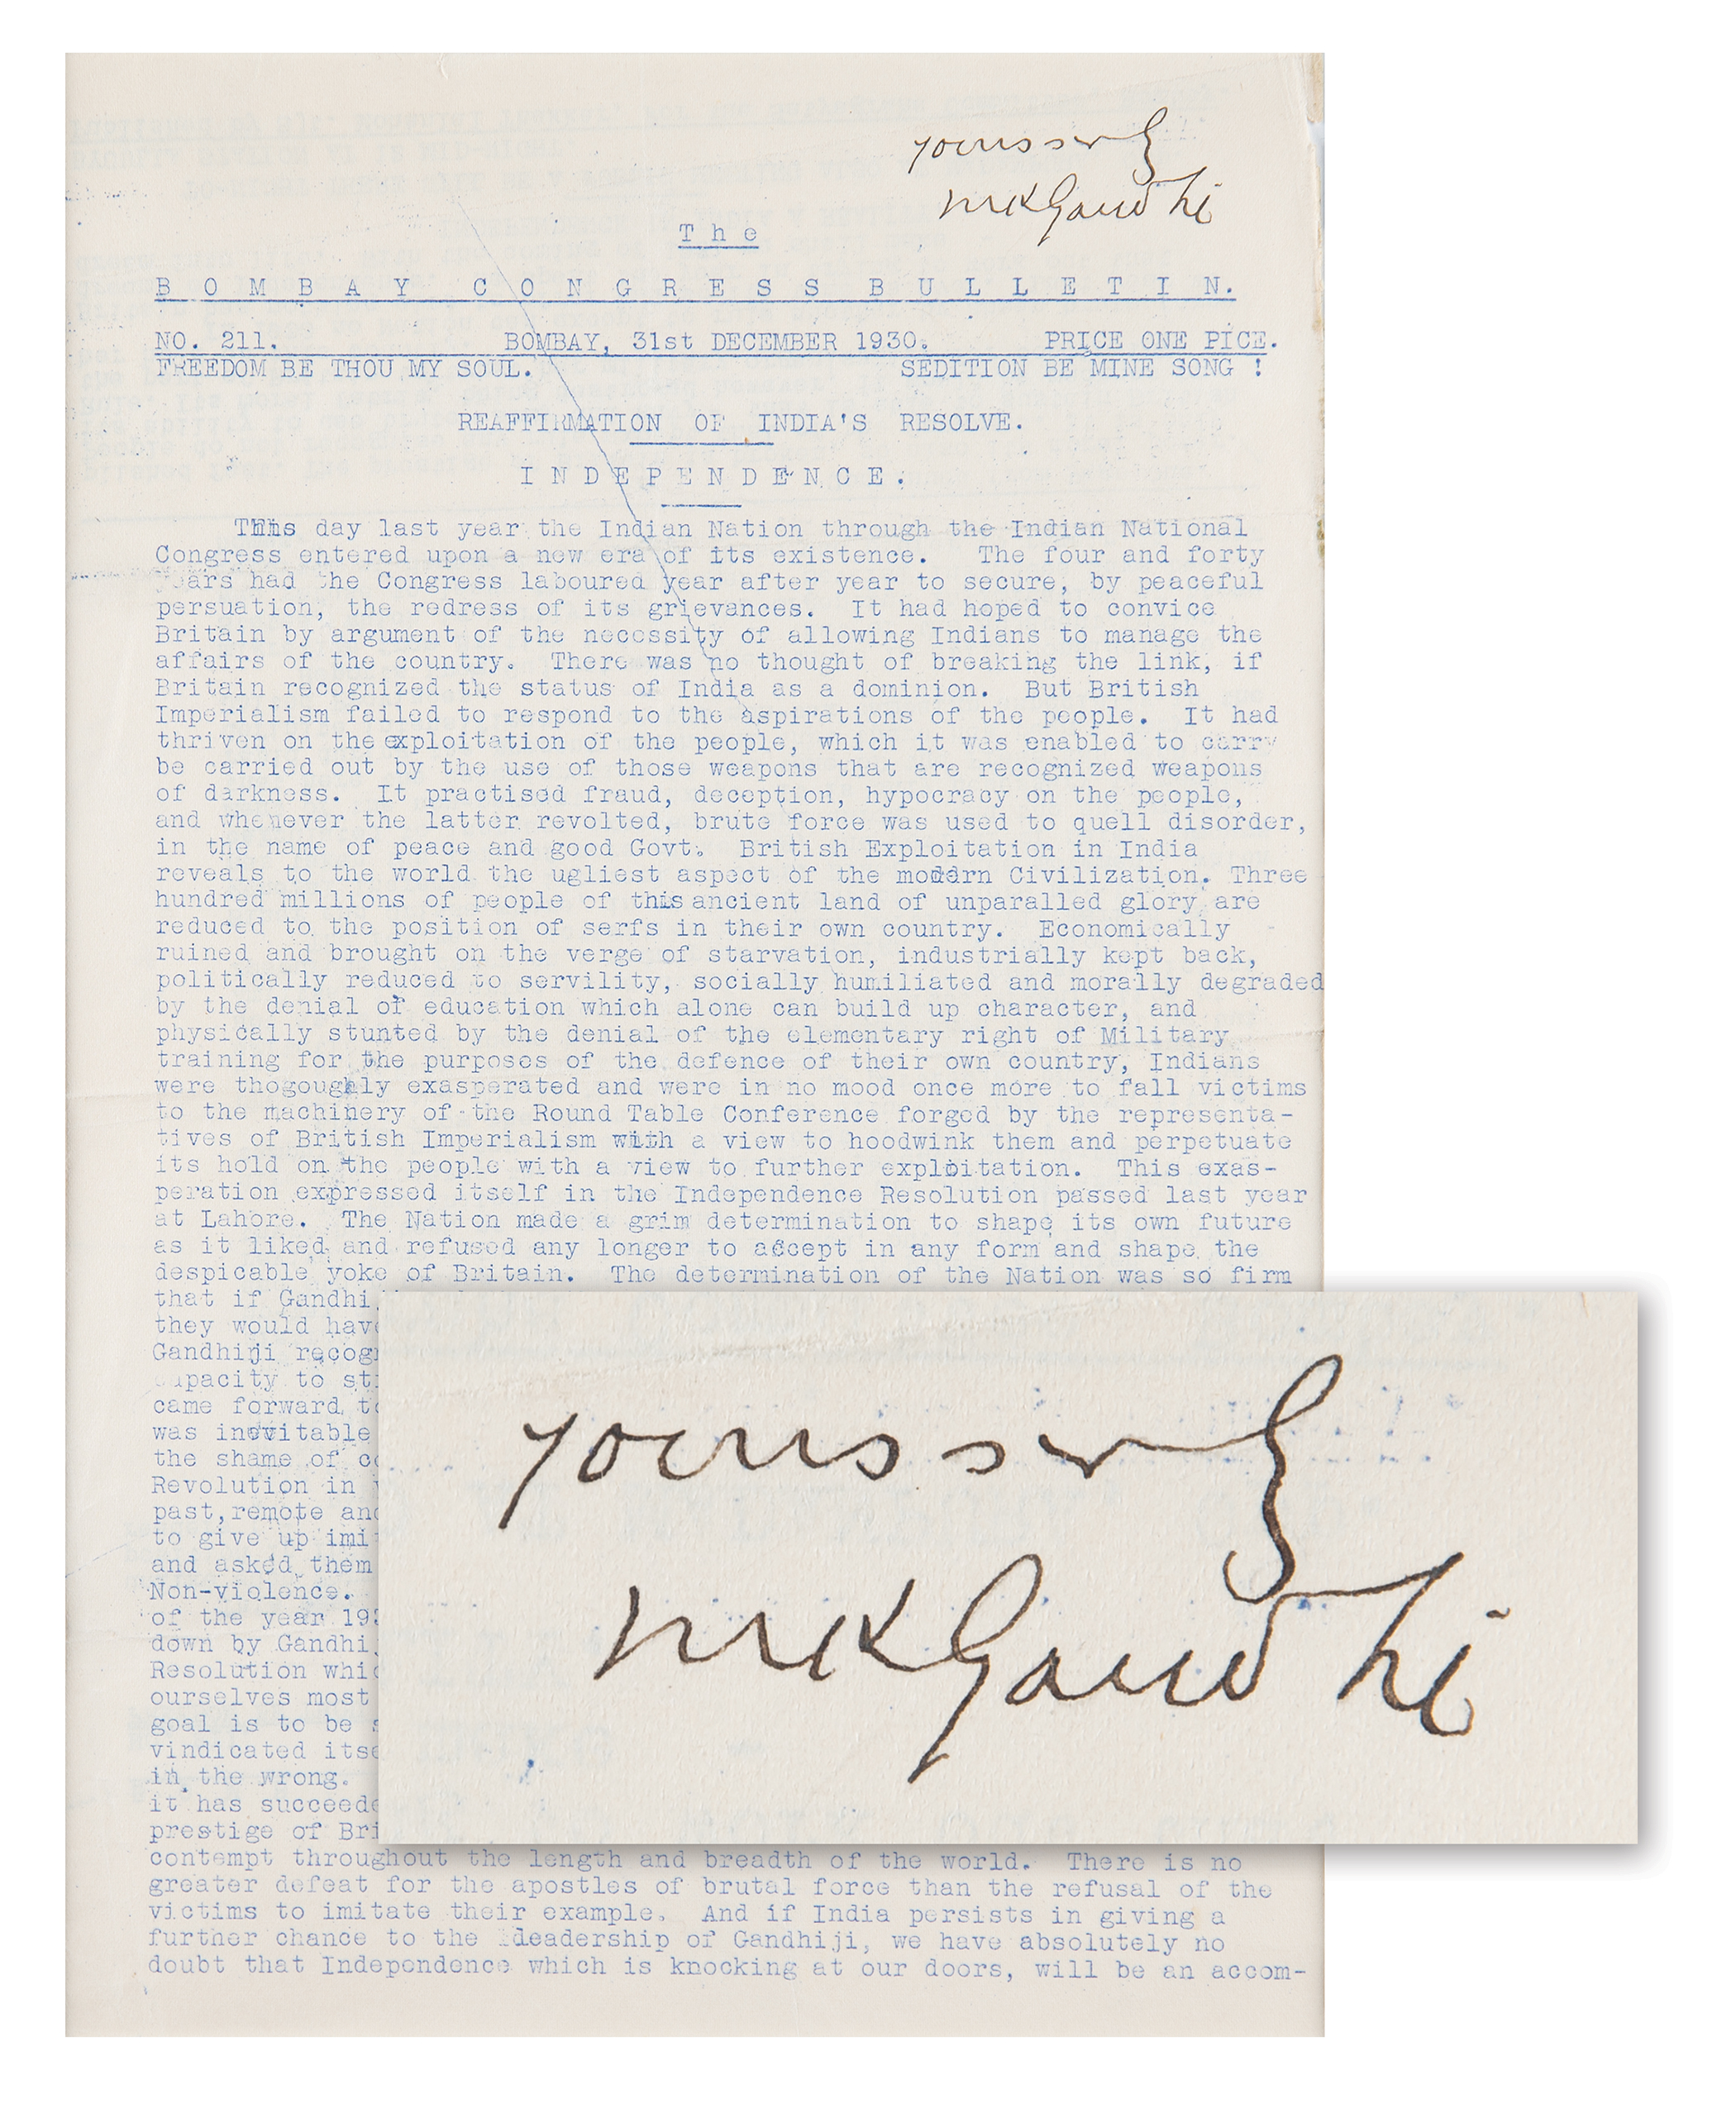 yours sincly
MKGandhi
The
BOMBAY CONGRESS BULLETIN.
NO. 211. BOMBAY, 31st DECEMBER 1930. PRICE ONE PICE.
FREEDOM BE THOU MY SOUL. SEDITION BE MINE SONG !
REAFFIRMATION OF INDIA'S RESOLVE.
INDEPENDENCE.
This day last year the Indian Nation through the Indian National
Congress entered upon a new era of its existence. The four and forty
years had the Congress laboured year after year to secure, by peaceful
persuation, the redress of its grievances. It had hoped to convice
Britain by argument of the necessity of allowing Indians to manage the
affairs of the country. There was no thought of breaking the link, if
Britain recognized the status of India as a dominion. But British
Imperialism failed to respond to the aspirations of the people. It had
thriven on the exploitation of the people, which it was enabled to carry
be carried out by the use of those weapons that are recognized weapons
of darkness. It practised fraud, deception, hypocracy on the people,
and whenever the latter revolted, brute force was used to quell disorder,
in the name of peace and good Govt. British Exploitation in India
reveals to the world the ugliest aspect of the modern Civilization. Three
hundred millions of people of this ancient land of unparalled glory are
reduced to the position of serfs in their own country. Economically
ruined and brought on the verge of starvation, industrially kept back,
politically reduced to servility, socially humiliated and morally degraded
by the denial of education which alone can build up character, and
physically stunted by the denial of the elementary right of Military
training for the purposes of the defence of their own country, Indians
were thogoughly exasperated and were in no mood once more to fall victims
to the machinery of the Round Table Conference forged by the representa-
tives of British Imperialism with a view to hoodwink them and perpetuate
its hold on the people with a view to further exploitation. This exas-
peration expressed itself in the Independence Resolution passed last year
at Lahore. The Nation made a grim determination to shape its own future
as it liked and refused any longer to accept in any form and shape the
despicable yoke of Britain. The determination of the Nation was so firm
that if Gandhi
they would have
Gandhiji recog
capacity to st
came forward t
was inevitable
the shame of c
Revolution in
past, remote and
to give up imi
and asked them
Non-violence.
of the year 193
down by Gandhi
Resolution whic
ourselves most
goal is to be s
vindicated itse
in the wrong.
it has succeede
prestige of Bri
contempt throughout the length and breadth of the world. There is no
greater defeat for the apostles of brutal force than the refusal of the
victims to imitate their example. And if India persists in giving a
further chance to the leadership of Gandhiji, we have absolutely no
doubt that Independence which is knocking at our doors, will be an accom-
yours sincly
MKGandhi